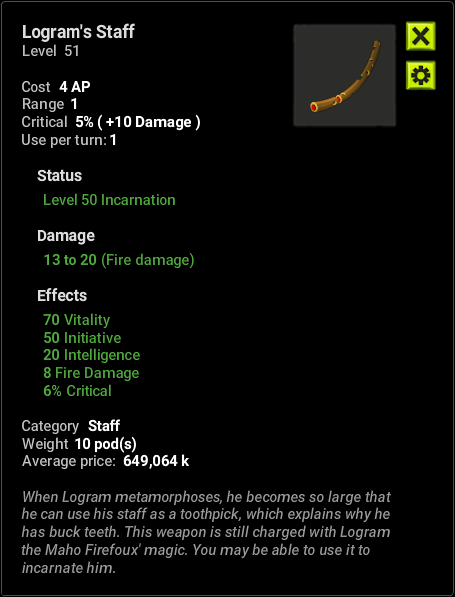 Logram's Staff
Level 51
Cost 4 AP
Range 1
Critical 5% ( +10 Damage )
Use per turn: 1
Status
Level 50 Incarnation
Damage
13 to 20 (Fire damage)
Effects
70 Vitality
50 Initiative
20 Intelligence
8 Fire Damage
6% Critical
Category Staff
Weight 10 pod(s)
Average price: 649,064 k
When Logram metamorphoses, he becomes so large that
he can use his staff as a toothpick, which explains why he
has buck teeth. This weapon is still charged with Logram
the Maho Firefoux' magic. You may be able to use it to
incarnate him.